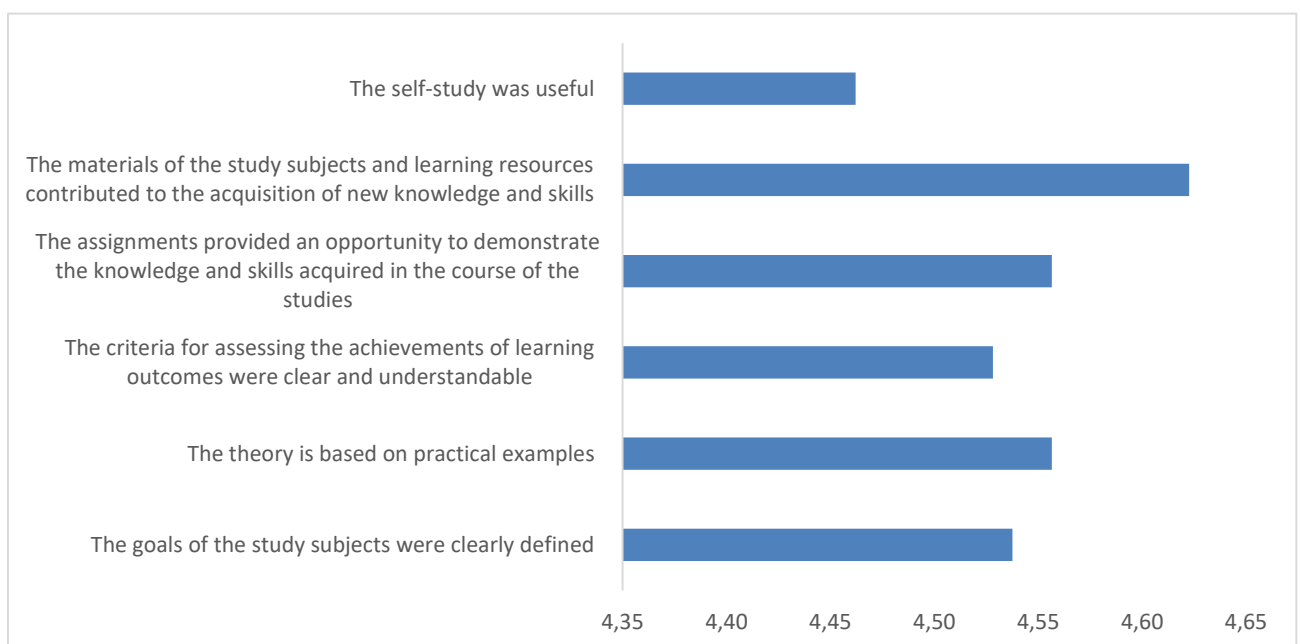 The self-study was useful
The materials of the study subjects and learning resources
contributed to the acquisition of new knowledge and skills
The assignments provided an opportunity to demonstrate
the knowledge and skills acquired in the course of the
studies
The criteria for assessing the achievements of learning
outcomes were clear and understandable
The theory is based on practical examples
The goals of the study subjects were clearly defined
4,35 4,40 4,45 4,50 4,55 4,60 4,65